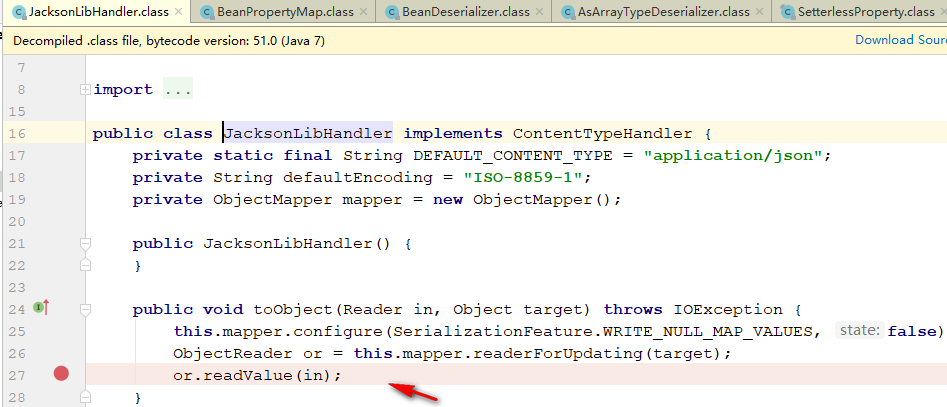 JacksonLibHandler.class × BeanPropertyMap.class × BeanDeserializer.class × AsArrayTypeDeserializer.class × SetterlessProperty.class ×
Decompiled .class file, bytecode version: 51.0 (Java 7) Download Sour
7
8 import ...
15
16 public class JacksonLibHandler implements ContentTypeHandler {
17 private static final String DEFAULT_CONTENT_TYPE = "application/json";
18 private String defaultEncoding = "ISO-8859-1";
19 private ObjectMapper mapper = new ObjectMapper();
20
21 public JacksonLibHandler() {
22 }
23
24 public void toObject(Reader in, Object target) throws IOException {
25 this.mapper.configure(SerializationFeature.WRITE_NULL_MAP_VALUES, state: false)
26 ObjectReader or = this.mapper.readerForUpdating(target);
27 or.readValue(in);
28 }